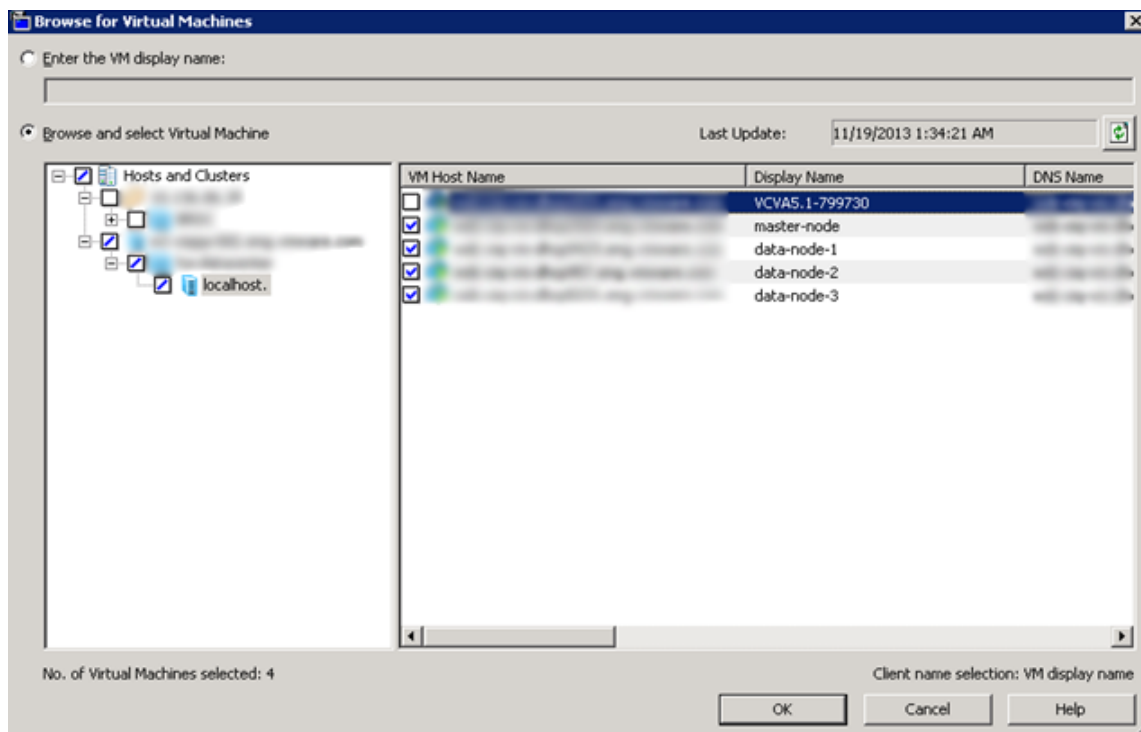 Browse for Virtual Machines
Enter the VM display name:
Browse and select Virtual Machine
Last Update: 11/19/2013 1:34:21 AM
Hosts and Clusters
localhost.
VM Host Name Display Name DNS Name
VCVA5.1-799730
master-node
data-node-1
data-node-2
data-node-3
No. of Virtual Machines selected: 4
Client name selection: VM display name
OK Cancel Help